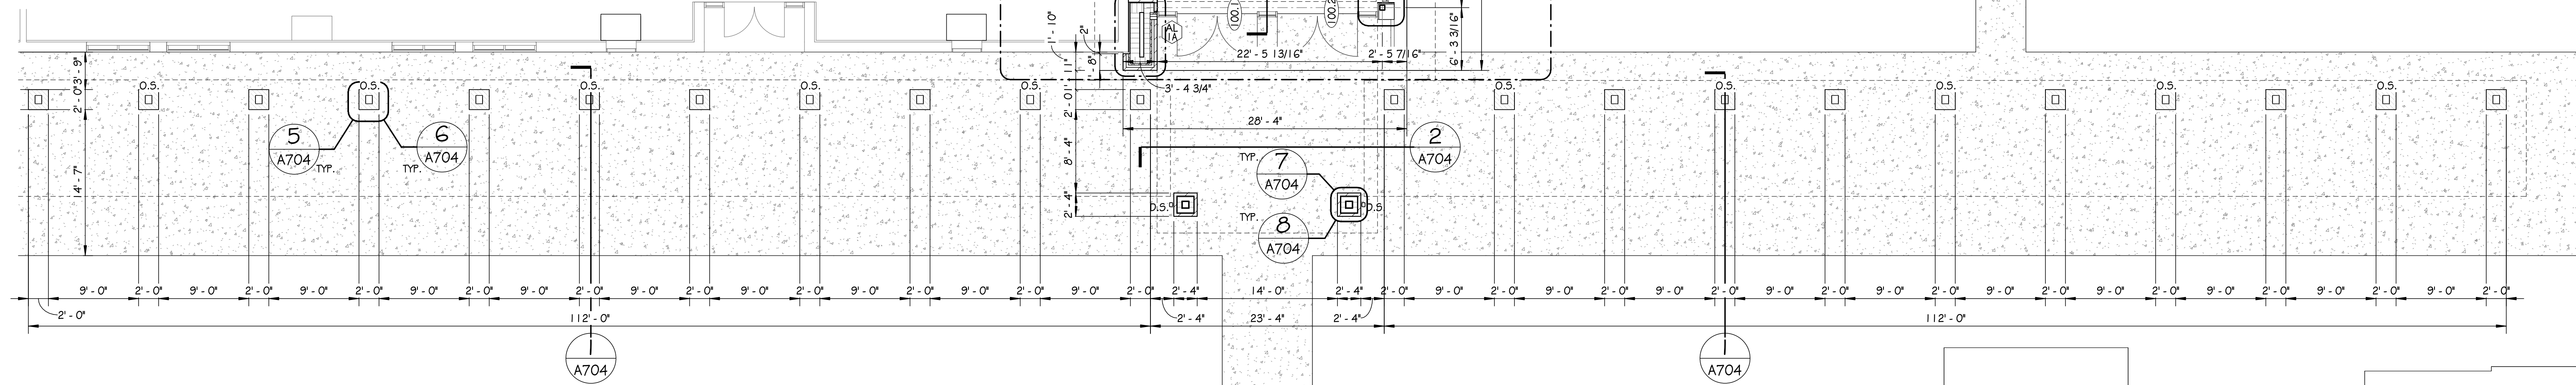 1' - 10"
2"
AL
1A
100.1
100.2
6' - 3 3/16"
22' - 5 13/16"
2' - 5 7/16"
3' - 9"
2' - 0"
1' - 1"
8"
3' - 4 3/4"
2' - 0"
O.S.
O.S.
O.S.
O.S.
O.S.
O.S.
O.S.
O.S.
O.S.
O.S.
28' - 4"
5
A704
TYP.
6
A704
TYP.
2
A704
14' - 7"
8' - 4"
TYP.
7
A704
2' - 4"
D.S.
D.S.
TYP.
8
A704
9' - 0"
2' - 0"
9' - 0"
2' - 0"
9' - 0"
2' - 0"
9' - 0"
2' - 0"
9' - 0"
2' - 0"
9' - 0"
2' - 0"
9' - 0"
2' - 0"
9' - 0"
2' - 0"
9' - 0"
2' - 0"
9' - 0"
2' - 0"
2' - 4"
14' - 0"
2' - 4"
2' - 0"
9' - 0"
2' - 0"
9' - 0"
2' - 0"
9' - 0"
2' - 0"
9' - 0"
2' - 0"
9' - 0"
2' - 0"
9' - 0"
2' - 0"
9' - 0"
2' - 0"
9' - 0"
2' - 0"
9' - 0"
2' - 0"
9' - 0"
2' - 0"
2' - 0"
112' - 0"
2' - 4"
23' - 4"
2' - 4"
112' - 0"
1
A704
1
A704